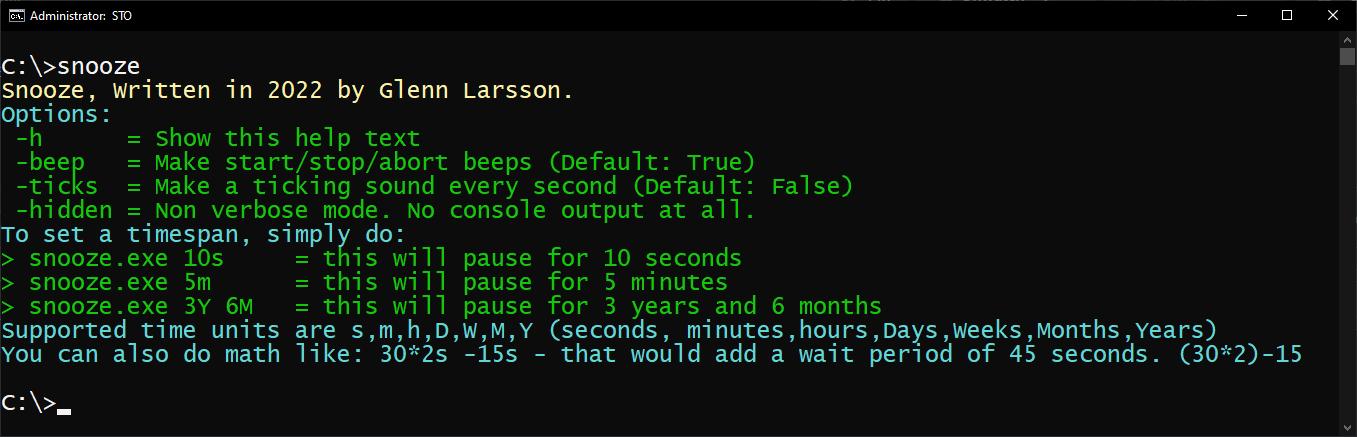 Administrator: STO
C:\>snooze
Snooze, Written in 2022 by Glenn Larsson.
Options:
 -h      = Show this help text
 -beep   = Make start/stop/abort beeps (Default: True)
 -ticks  = Make a ticking sound every second (Default: False)
 -hidden = Non verbose mode. No console output at all.
To set a timespan, simply do:
> snooze.exe 10s     = this will pause for 10 seconds
> snooze.exe 5m      = this will pause for 5 minutes
> snooze.exe 3Y 6M   = this will pause for 3 years and 6 months
Supported time units are s,m,h,D,W,M,Y (seconds, minutes,hours,Days,Weeks,Months,Years)
You can also do math like: 30*2s -15s - that would add a wait period of 45 seconds. (30*2)-15
C:\>